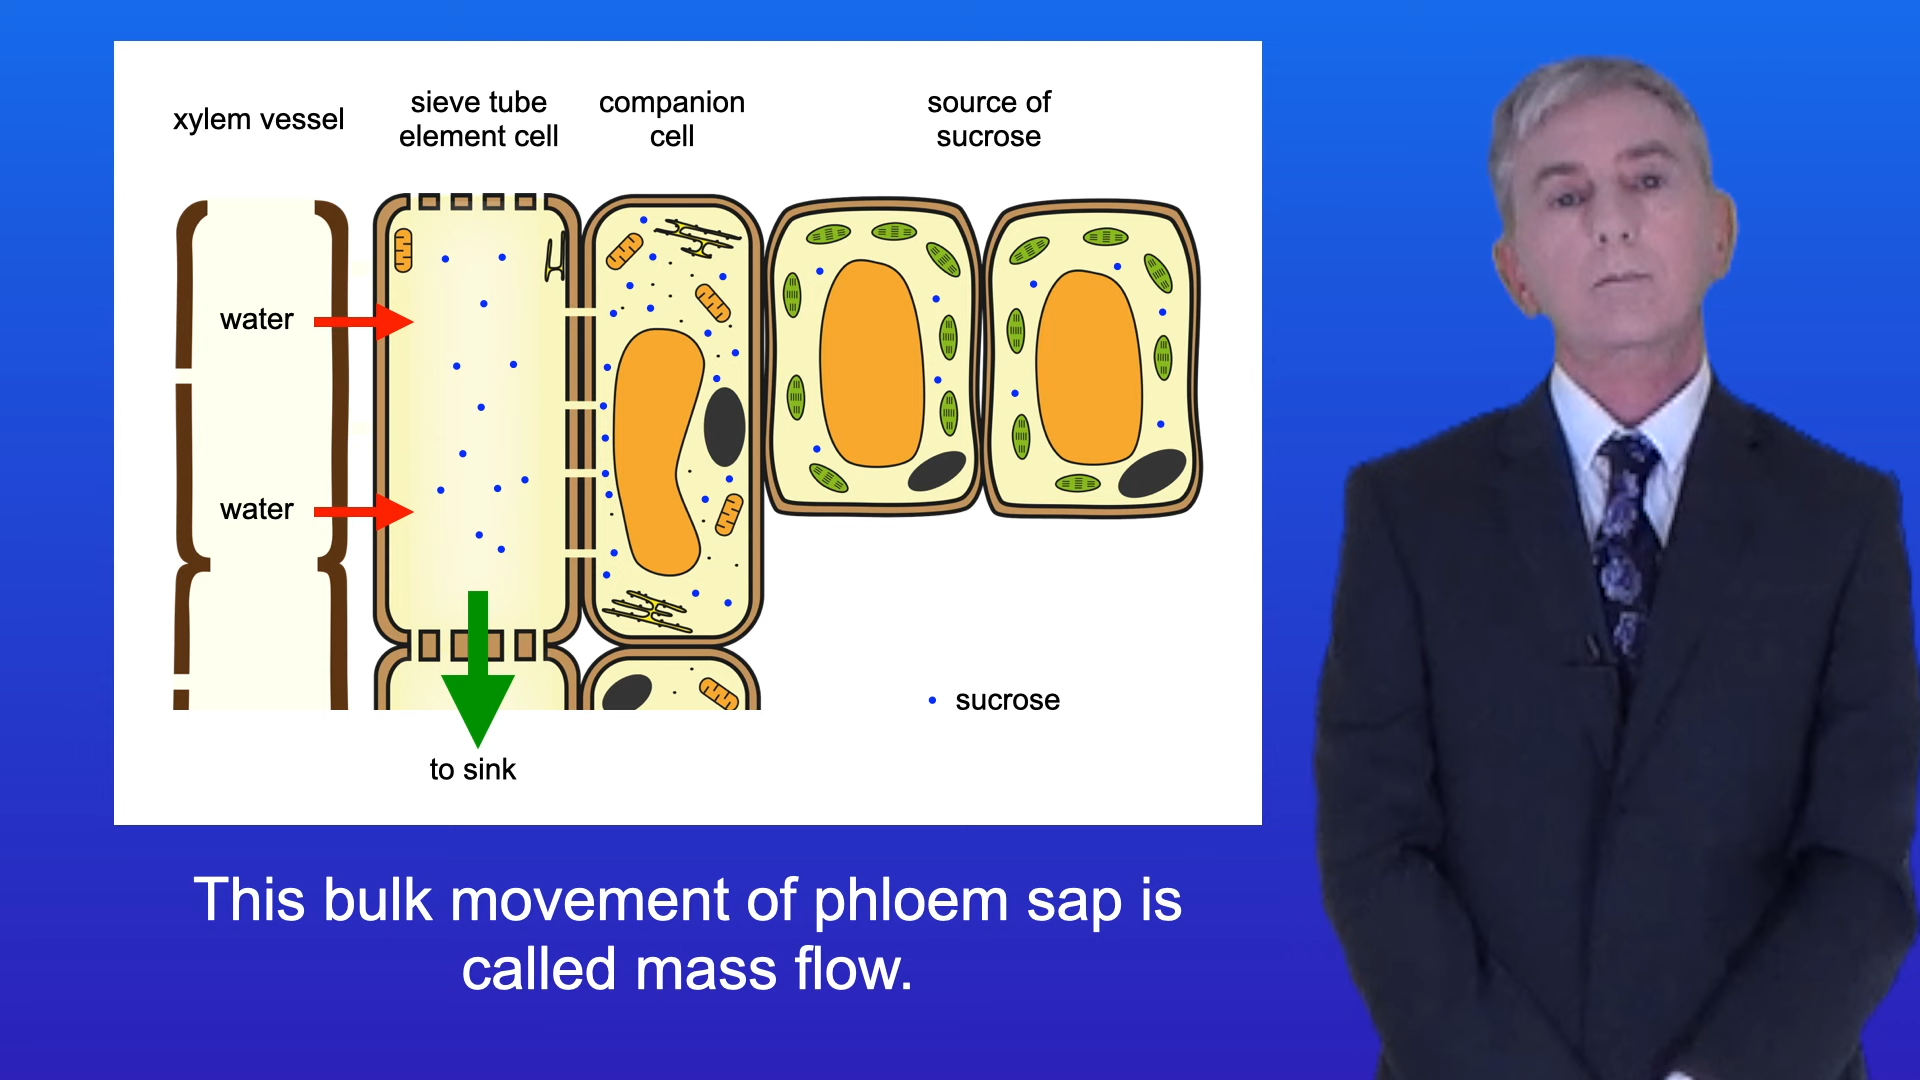 xylem vessel
sieve tube
element cell
companion
cell
source of
sucrose
water
water
sucrose
to sink
This bulk movement of phloem sap is
called mass flow.